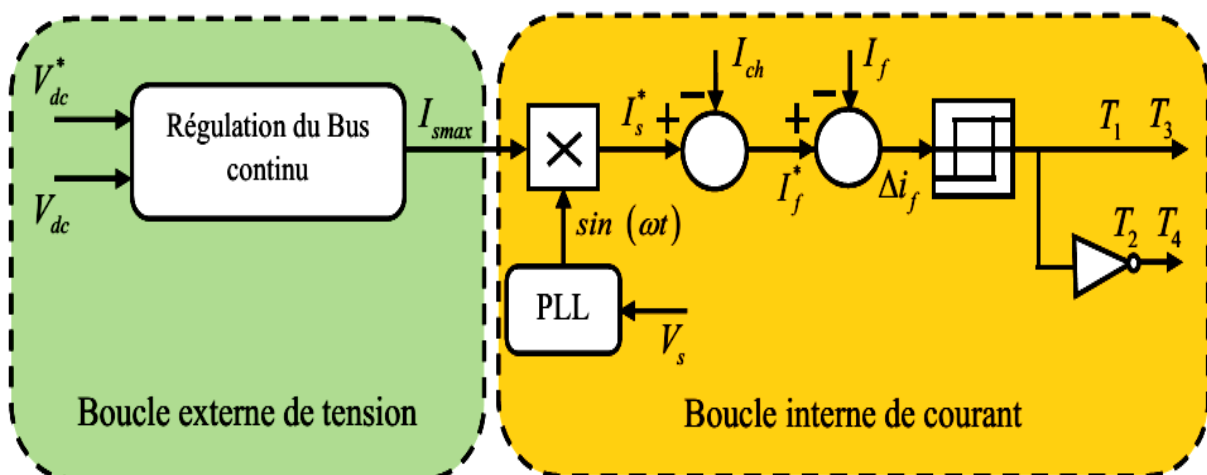 V*dc
Vdc
Régulation du Bus
continu
Ismax
×
I*s
+
−
Ich
I*f
+
−
If
Δif
T1 T3
T2 T4
sin (ωt)
PLL
Vs
Boucle externe de tension
Boucle interne de courant